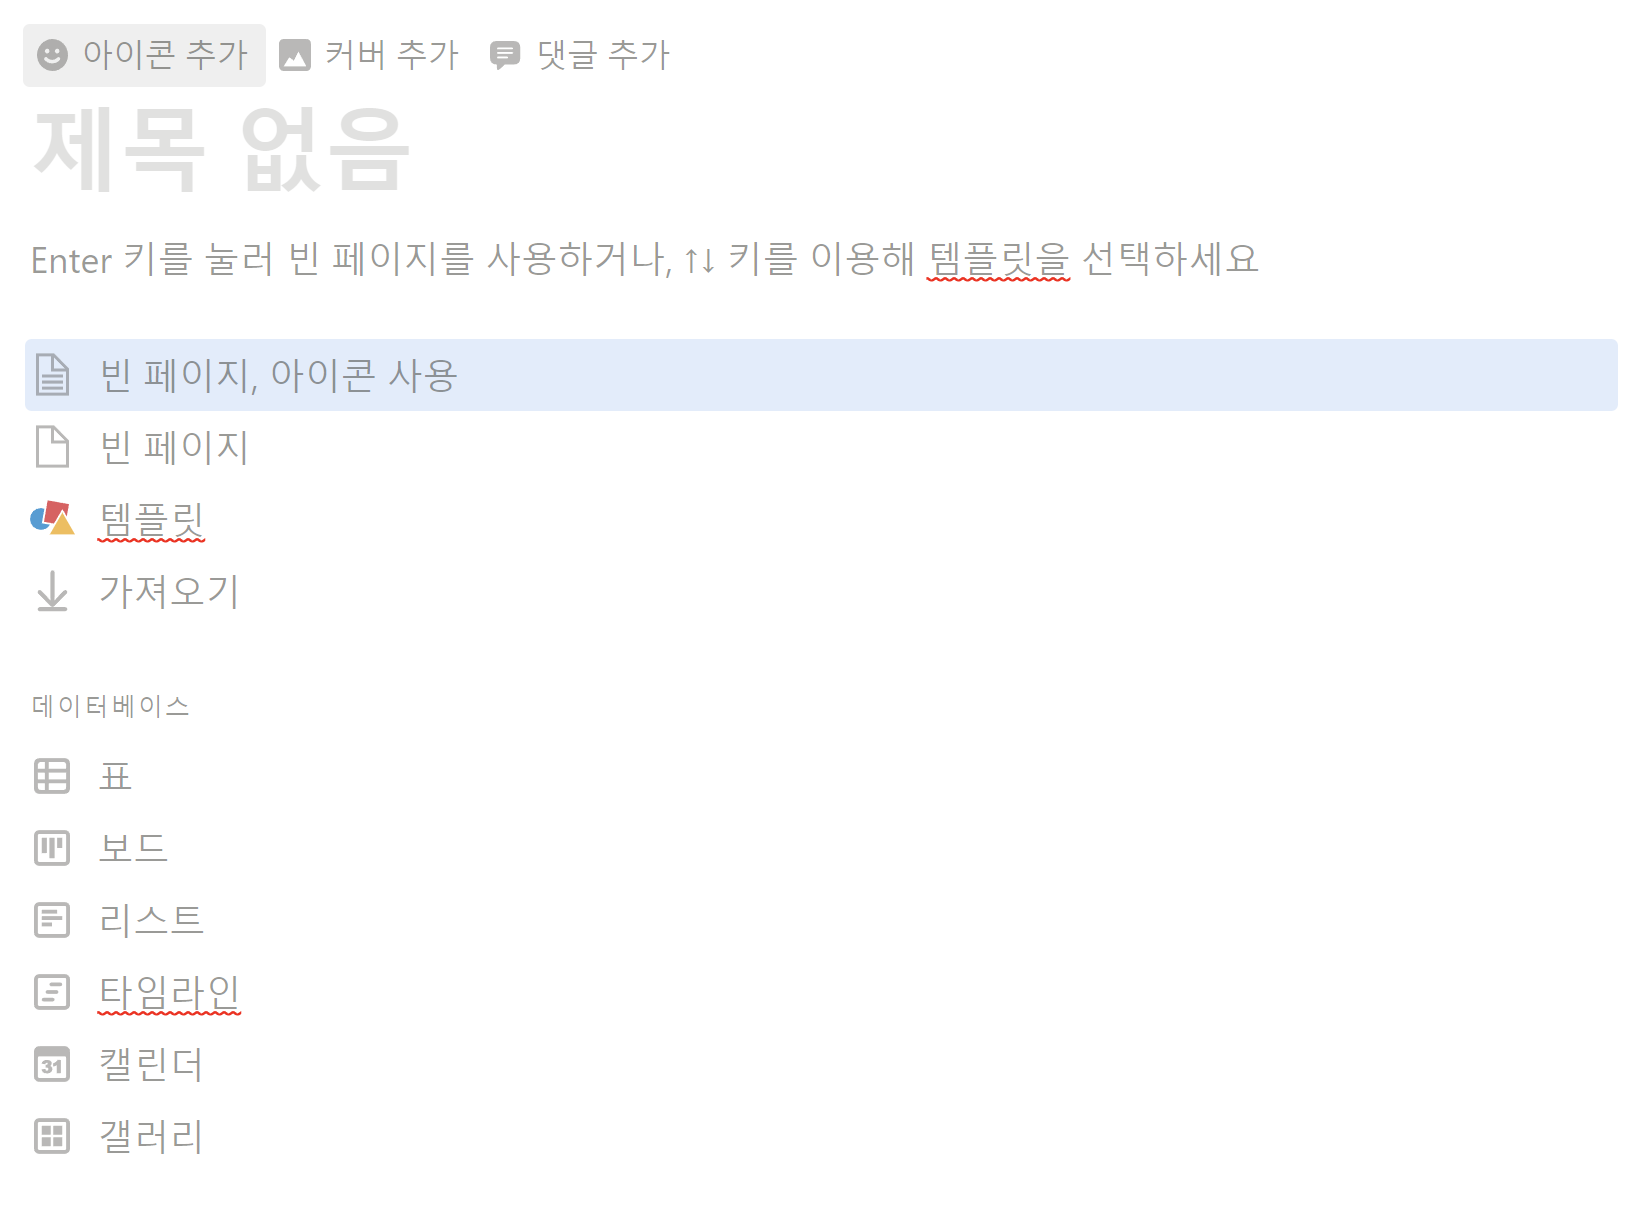 아이콘 추가 커버 추가 댓글 추가
제목 없음
Enter 키를 눌러 빈 페이지를 사용하거나, ↑↓ 키를 이용해 템플릿을 선택하세요
빈 페이지, 아이콘 사용
빈 페이지
템플릿
가져오기
데이터베이스
표
보드
리스트
타임라인
31 캘린더
갤러리